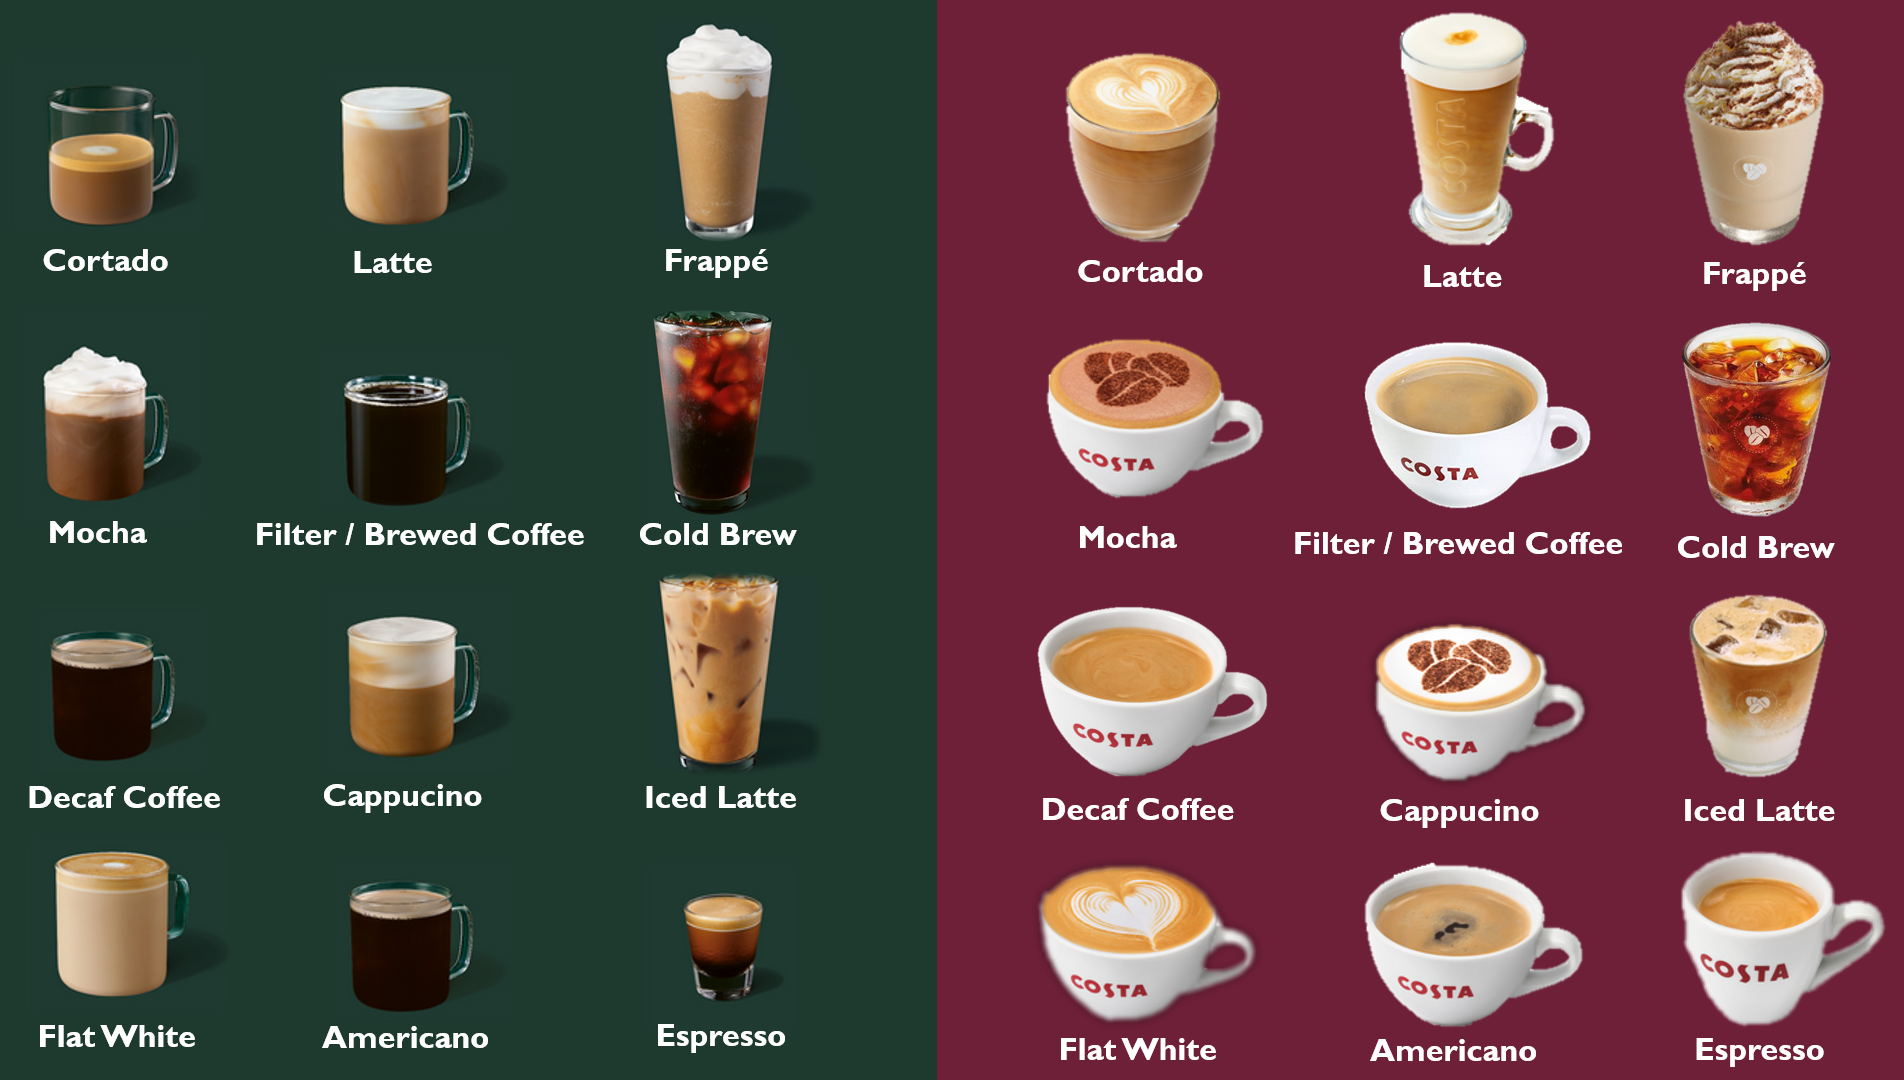 Cortado
Latte
Frappé
Mocha
Filter / Brewed Coffee
Cold Brew
Decaf Coffee
Cappucino
Iced Latte
Flat White
Americano
Espresso
COSTA
Cortado
Latte
Frappé
COSTA
COSTA
Mocha
Filter / Brewed Coffee
Cold Brew
COSTA
COSTA
Decaf Coffee
Cappucino
Iced Latte
COSTA
COSTA
COSTA
Flat White
Americano
Espresso